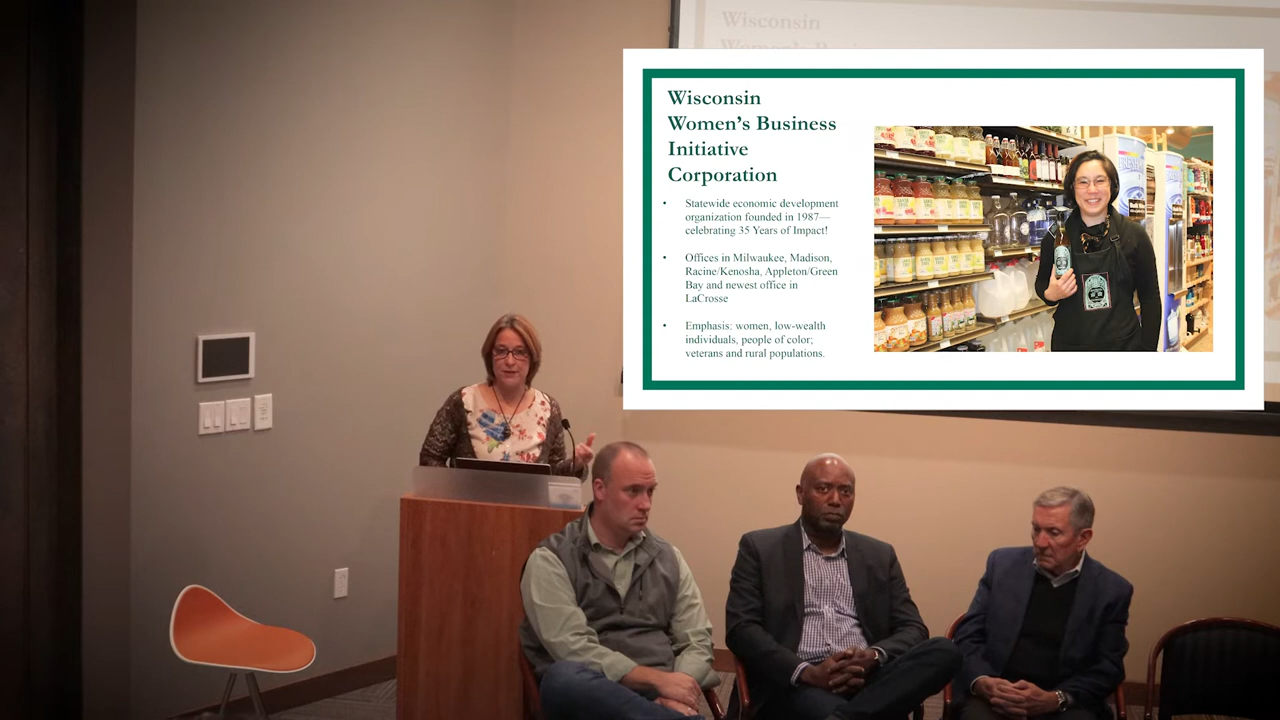 Wisconsin
Wisconsin
Women's Business
Initiative
Corporation
• Statewide economic development
organization founded in 1987—
celebrating 35 Years of Impact!
• Offices in Milwaukee, Madison,
Racine/Kenosha, Appleton/Green
Bay and newest office in
LaCrosse
• Emphasis: women, low-wealth
individuals, people of color;
veterans and rural populations.